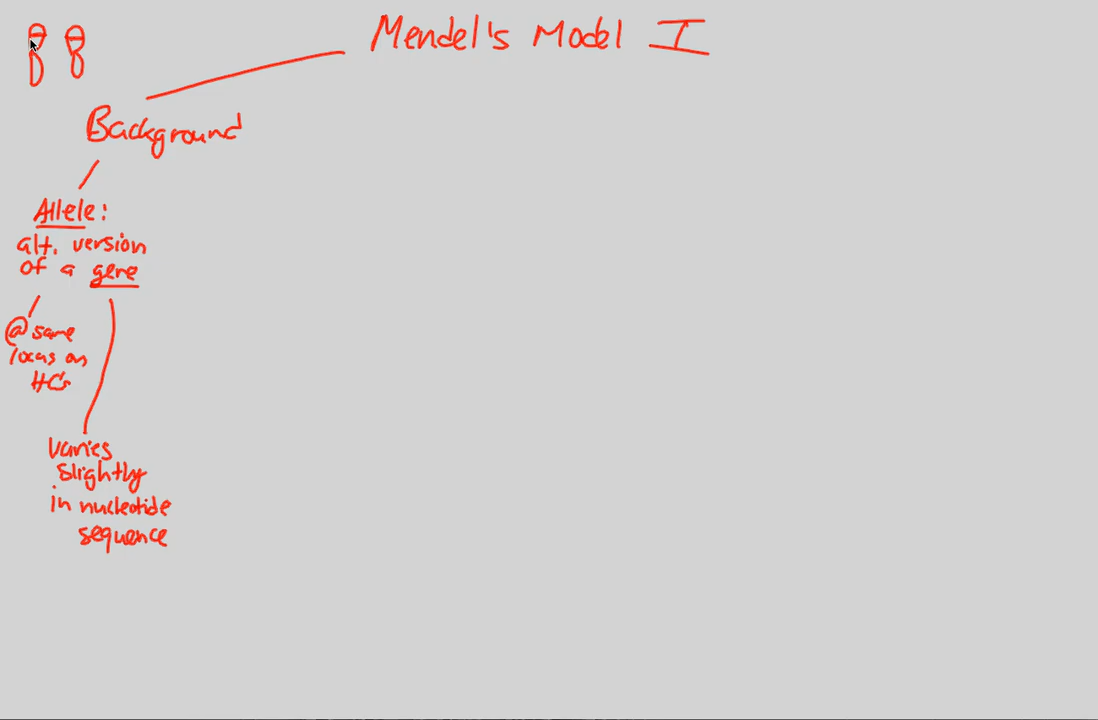 Mendel's Model I
Background
Allele:
alt. version
of a gene
@ same
locus on
HCs
varies
slightly
in nucleotide
sequence